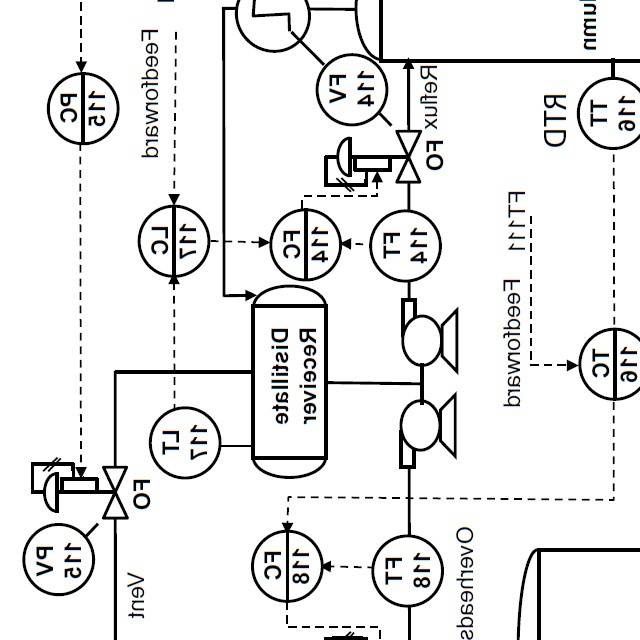 PC
115
PV
115
Vent
FO
Feedforward
LC
117
LT
117
Distillate
Receiver
FC
114
FC
118
FV
114
FT
114
FT
118
Reflux
FO
Overheads
Feedforward
FT111
RTD
TT
116
TC
116
lumn